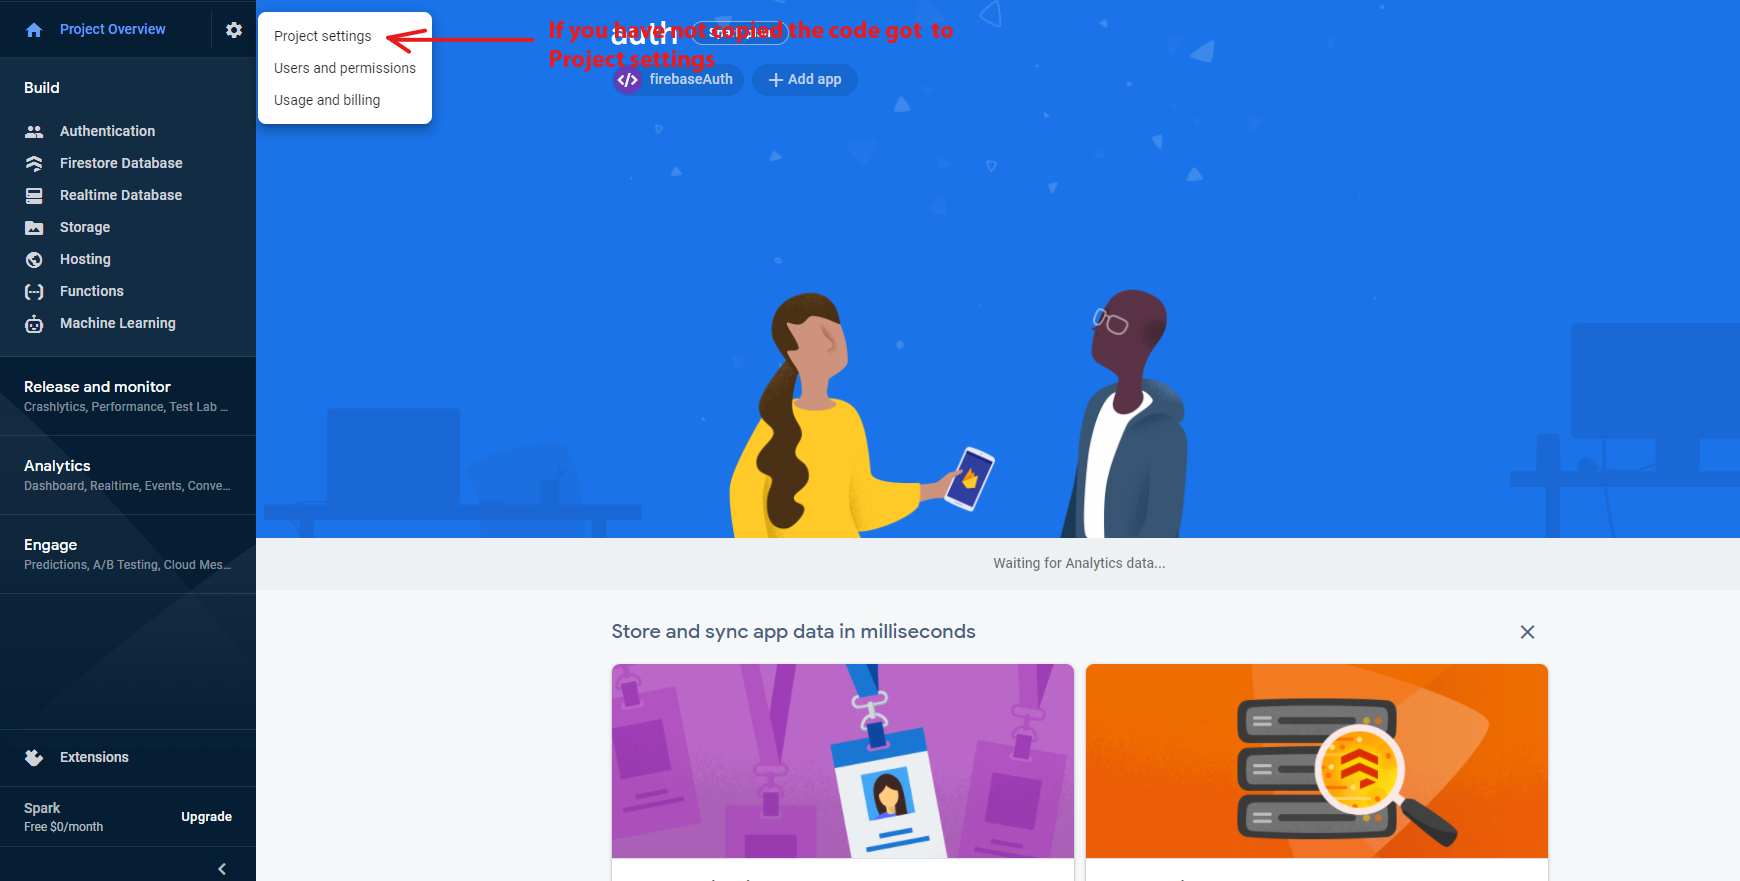 Project Overview
Project settings
Users and permissions
Usage and billing
If you have not copied the code got to
Project settings
auth
Spark plan
firebaseAuth
Add app
Build
Authentication
Firestore Database
Realtime Database
Storage
Hosting
Functions
Machine Learning
Release and monitor
Crashlytics, Performance, Test Lab ...
Analytics
Dashboard, Realtime, Events, Conve...
Engage
Predictions, A/B Testing, Cloud Mes...
Extensions
Spark
Free $0/month
Upgrade
Waiting for Analytics data...
Store and sync app data in milliseconds